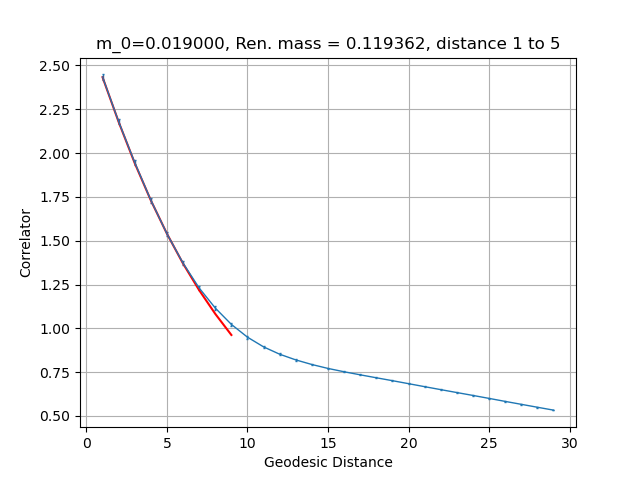 m_0=0.019000, Ren. mass = 0.119362, distance 1 to 5
2.50
2.25
2.00
1.75
1.50
1.25
1.00
0.75
0.50
Correlator
0 5 10 15 20 25 30
Geodesic Distance